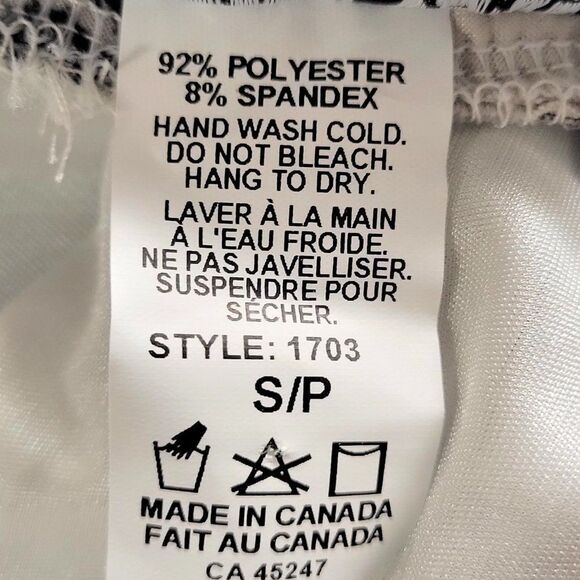 92% POLYESTER
8% SPANDEX
HAND WASH COLD.
DO NOT BLEACH.
HANG TO DRY.
LAVER À LA MAIN
À L'EAU FROIDE.
NE PAS JAVELLISER.
SUSPENDRE POUR
SÉCHER.
STYLE: 1703
S/P
MADE IN CANADA
FAIT AU CANADA
CA 45247